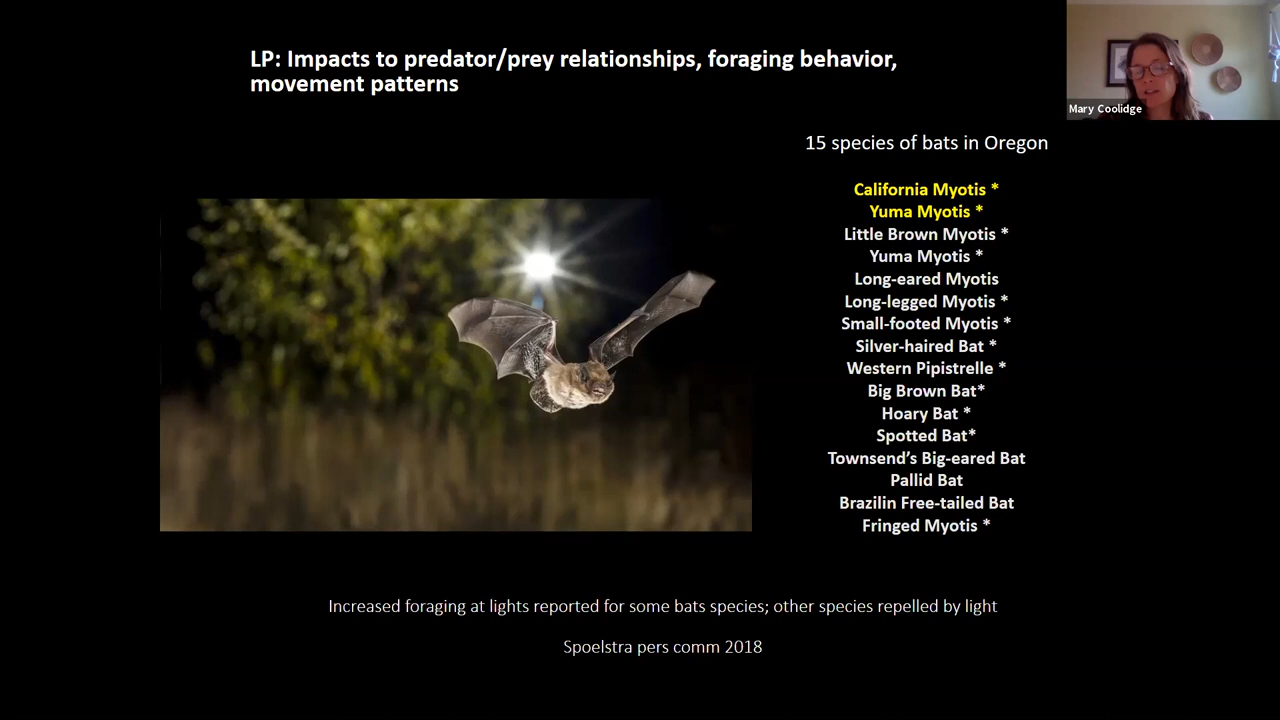 LP: Impacts to predator/prey relationships, foraging behavior,
movement patterns
Mary Coolidge
15 species of bats in Oregon
California Myotis *
Yuma Myotis *
Little Brown Myotis *
Yuma Myotis *
Long-eared Myotis
Long-legged Myotis *
Small-footed Myotis *
Silver-haired Bat *
Western Pipistrelle *
Big Brown Bat*
Hoary Bat *
Spotted Bat*
Townsend’s Big-eared Bat
Pallid Bat
Brazilin Free-tailed Bat
Fringed Myotis *
Increased foraging at lights reported for some bats species; other species repelled by light
Spoelstra pers comm 2018